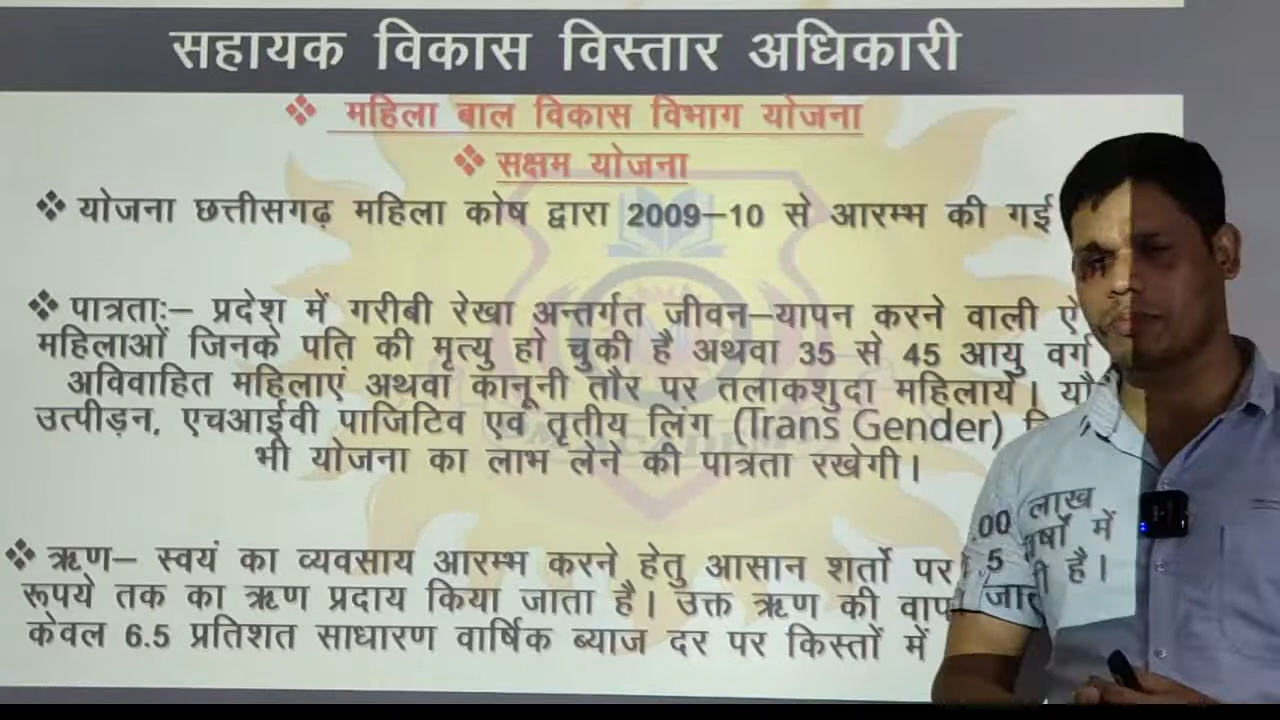 सहायक विकास विस्तार अधिकारी
❖ महिला बाल विकास विभाग योजना
❖ सक्षम योजना
❖ योजना छत्तीसगढ़ महिला कोष द्वारा 2009–10 से आरम्भ की गई
❖ पात्रताः– प्रदेश में गरीबी रेखा अन्तर्गत जीवन–यापन करने वाली
महिलाओं जिनके पति की मृत्यु हो चुकी है अथवा 35 से 45 आयु वर्ग
अविवाहित महिलाएं अथवा कानूनी तौर पर तलाकशुदा महिलायें।
उत्पीड़न, एचआईवी पाजिटिव एवं तृतीय लिंग (Trans Gender)
भी योजना का लाभ लेने की पात्रता रखेगी।
❖ ऋण– स्वयं का व्यवसाय आरम्भ करने हेतु आसान शर्तो पर .00 लाख
रूपये तक का ऋण प्रदाय किया जाता है। उक्त ऋण की 5 वर्षों में
केवल 6.5 प्रतिशत साधारण वार्षिक ब्याज दर पर किस्तों में है।